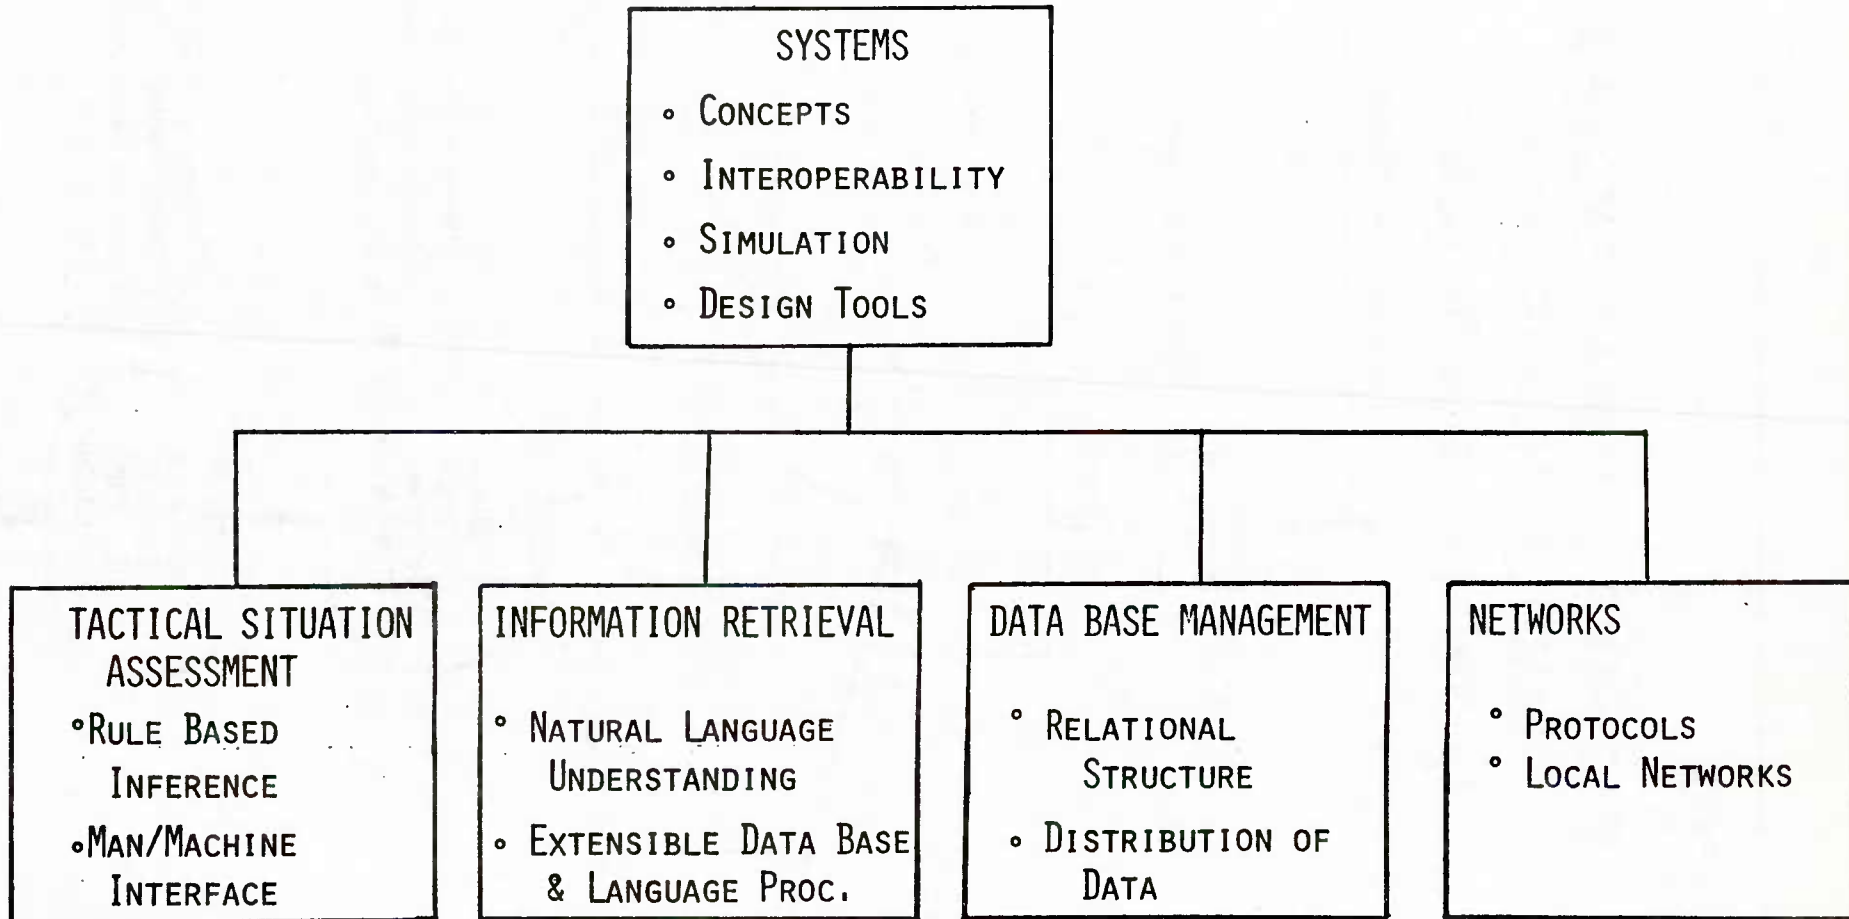 SYSTEMS
° CONCEPTS
° INTEROPERABILITY
° SIMULATION
° DESIGN TOOLS
TACTICAL SITUATION
ASSESSMENT
°RULE BASED
INFERENCE
°MAN/MACHINE
INTERFACE
INFORMATION RETRIEVAL
° NATURAL LANGUAGE
UNDERSTANDING
° EXTENSIBLE DATA BASE
& LANGUAGE PROC.
DATA BASE MANAGEMENT
° RELATIONAL
STRUCTURE
° DISTRIBUTION OF
DATA
NETWORKS
° PROTOCOLS
° LOCAL NETWORKS